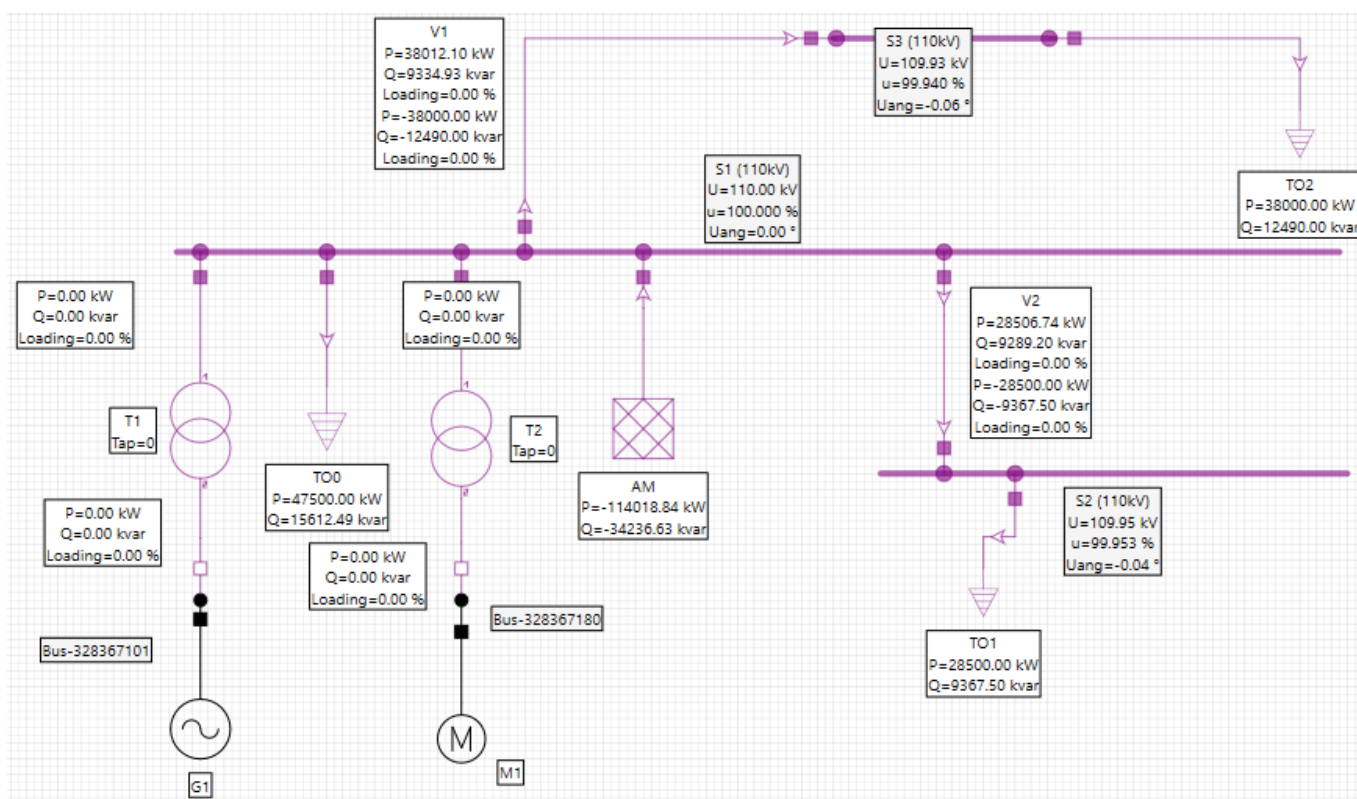 V1
P=38012.10 kW
Q=9334.93 kvar
Loading=0.00 %
P=-38000.00 kW
Q=-12490.00 kvar
Loading=0.00 %
S3 (110kV)
U=109.93 kV
u=99.940 %
Uang=-0.06 °
S1 (110kV)
U=110.00 kV
u=100.000 %
Uang=0.00 °
TO2
P=38000.00 kW
Q=12490.00 kvar
P=0.00 kW
Q=0.00 kvar
Loading=0.00 %
P=0.00 kW
Q=0.00 kvar
Loading=0.00 %
V2
P=28506.74 kW
Q=9289.20 kvar
Loading=0.00 %
P=-28500.00 kW
Q=-9367.50 kvar
Loading=0.00 %
1
1
T1
Tap=0
T2
Tap=0
TO0
P=47500.00 kW
Q=15612.49 kvar
AM
P=-114018.84 kW
Q=-34236.63 kvar
2
2
P=0.00 kW
Q=0.00 kvar
Loading=0.00 %
P=0.00 kW
Q=0.00 kvar
Loading=0.00 %
S2 (110kV)
U=109.95 kV
u=99.953 %
Uang=-0.04 °
Bus-328367180
Bus-328367101
TO1
P=28500.00 kW
Q=9367.50 kvar
M
M1
G1